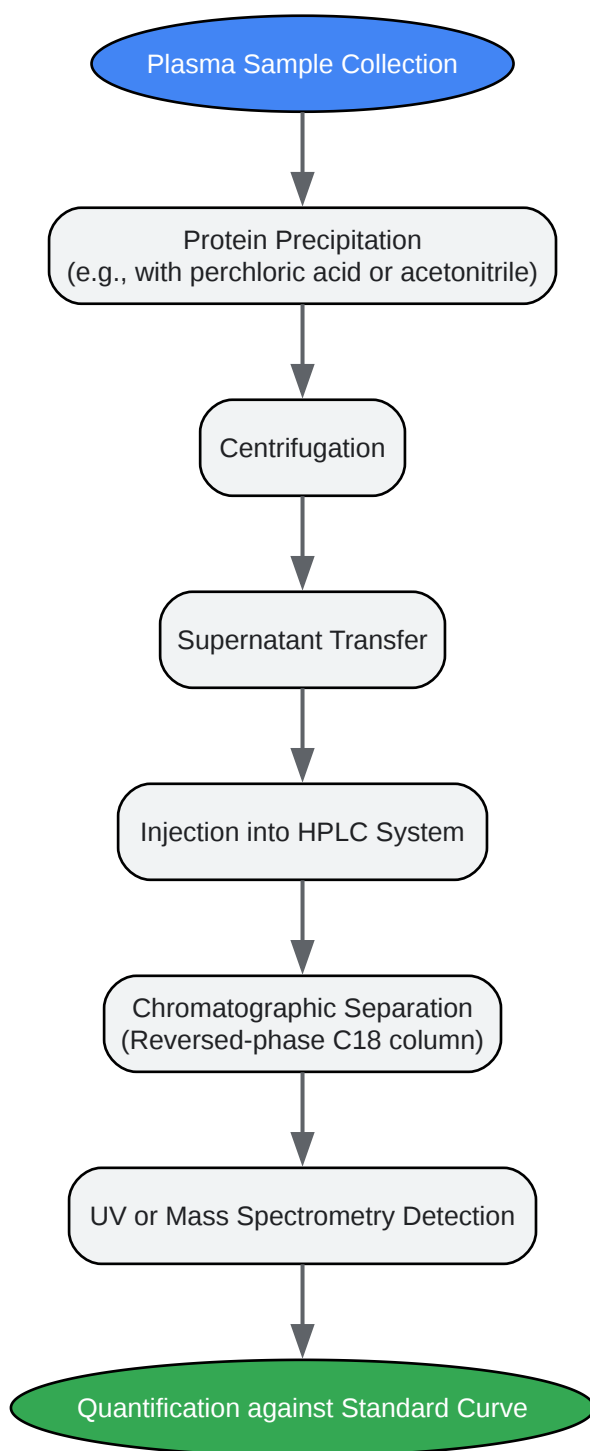 Plasma Sample Collection
Protein Precipitation
(e.g., with perchloric acid or acetonitrile)
Centrifugation
Supernatant Transfer
Injection into HPLC System
Chromatographic Separation
(Reversed-phase C18 column)
UV or Mass Spectrometry Detection
Quantification against Standard Curve